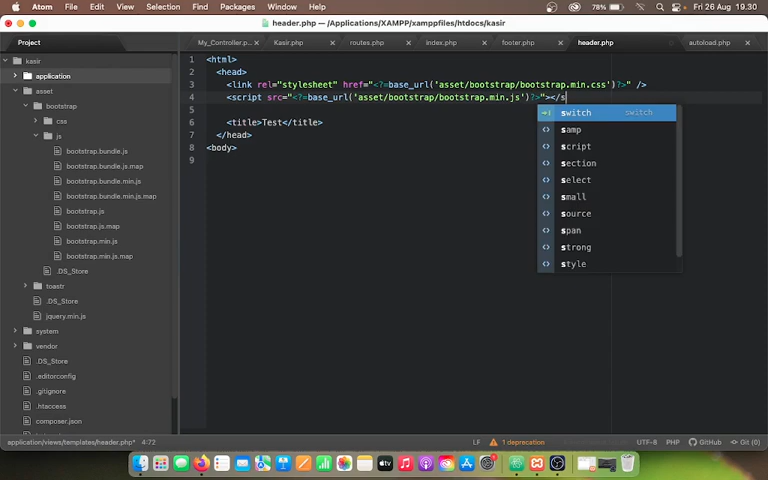 Atom File Edit View Selection Find Packages Window Help 78% Fri 26 Aug 19.30
header.php — /Applications/XAMPP/xamppfiles/htdocs/kasir
Project My_Controller.p... Kasir.php routes.php index.php footer.php header.php autoload.php
kasir
application
asset
bootstrap
css
js
bootstrap.bundle.js
bootstrap.bundle.js.map
bootstrap.bundle.min.js
bootstrap.bundle.min.js.map
bootstrap.js
bootstrap.js.map
bootstrap.min.js
bootstrap.min.js.map
.DS_Store
toastr
.DS_Store
jquery.min.js
system
vendor
.DS_Store
.editorconfig
.gitignore
.htaccess
composer.json
1 <html>
2 <head>
3 <link rel="stylesheet" href="<?=base_url('asset/bootstrap/bootstrap.min.css')?>" />
4 <script src="<?=base_url('asset/bootstrap/bootstrap.min.js')?>"></s
5
6 <title>Test</title>
7 </head>
8 <body>
9
switch switch
samp
script
section
select
small
source
span
strong
style
application/views/templates/header.php* 4:72 LF 1 deprecation UTF-8 PHP GitHub Git (0)